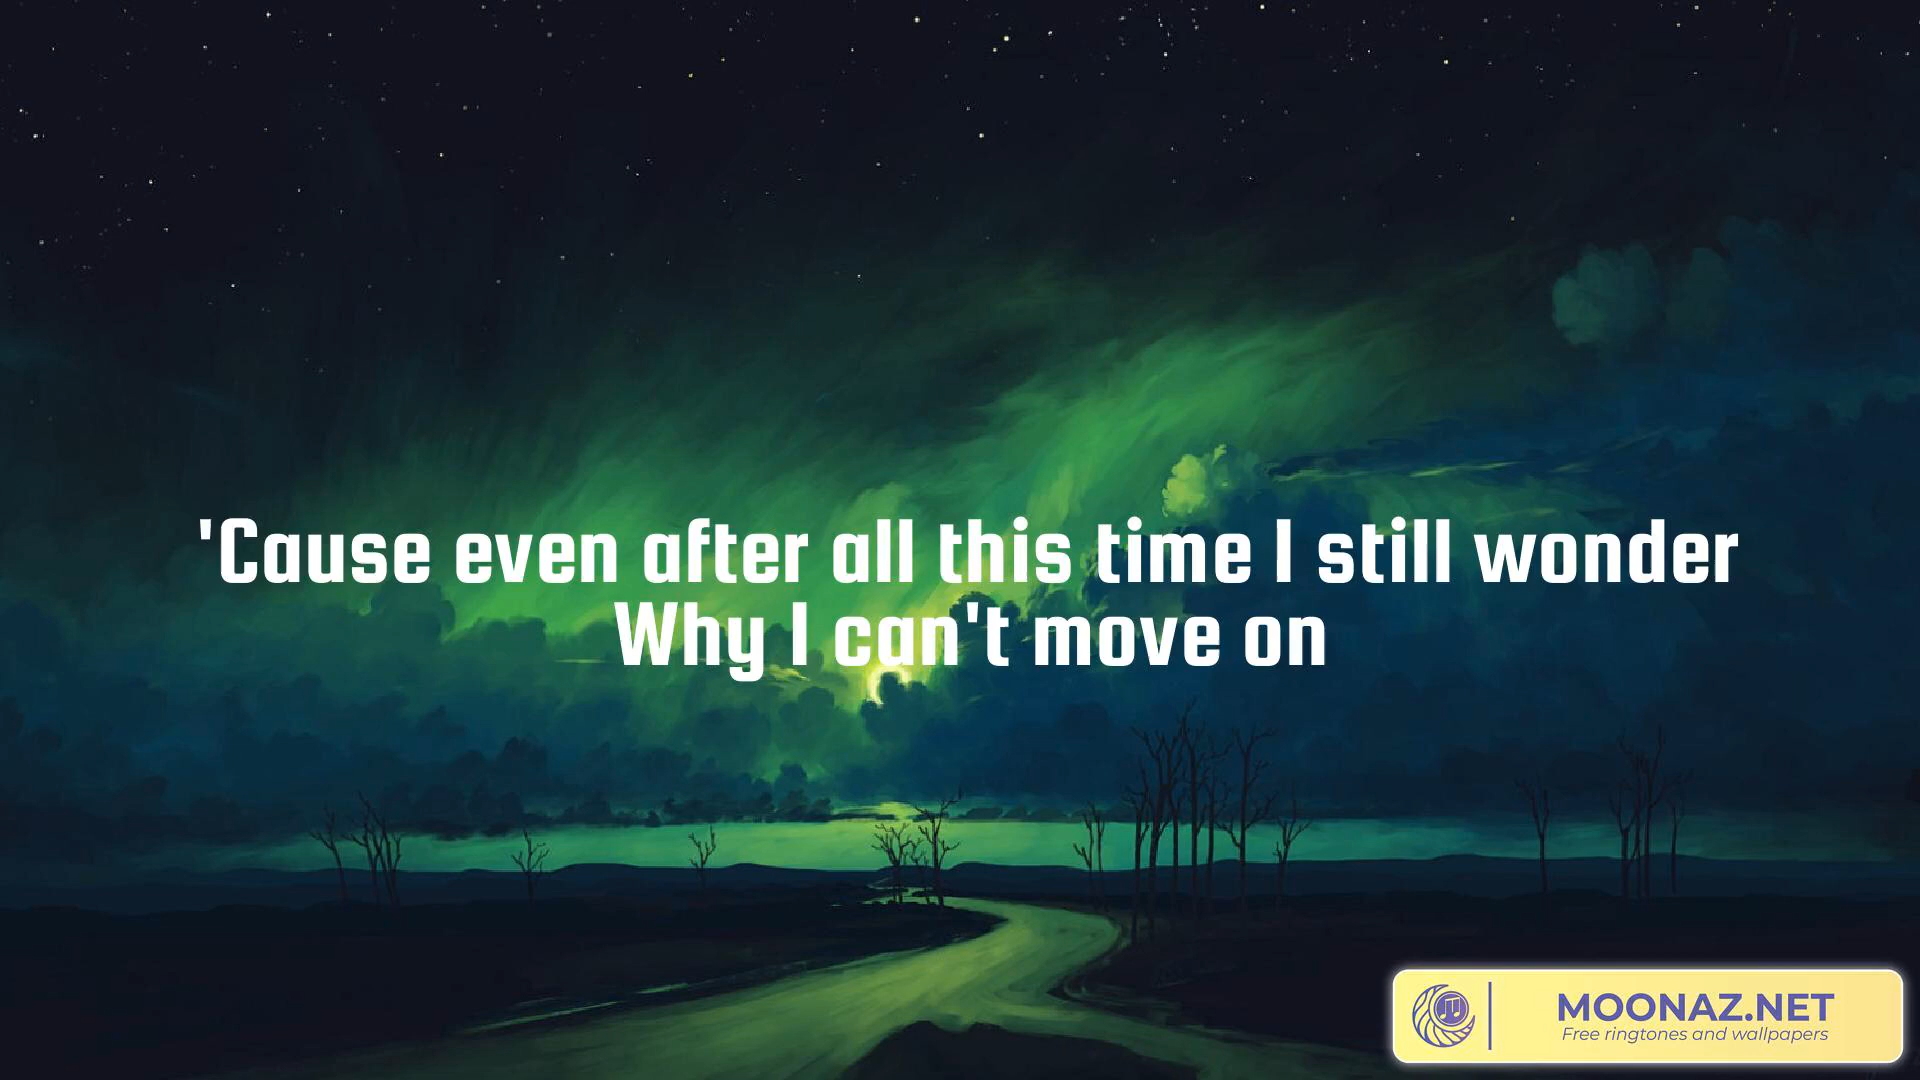 'Cause even after all this time I still wonder
Why I can't move on
MOONAZ.NET
Free ringtones and wallpapers